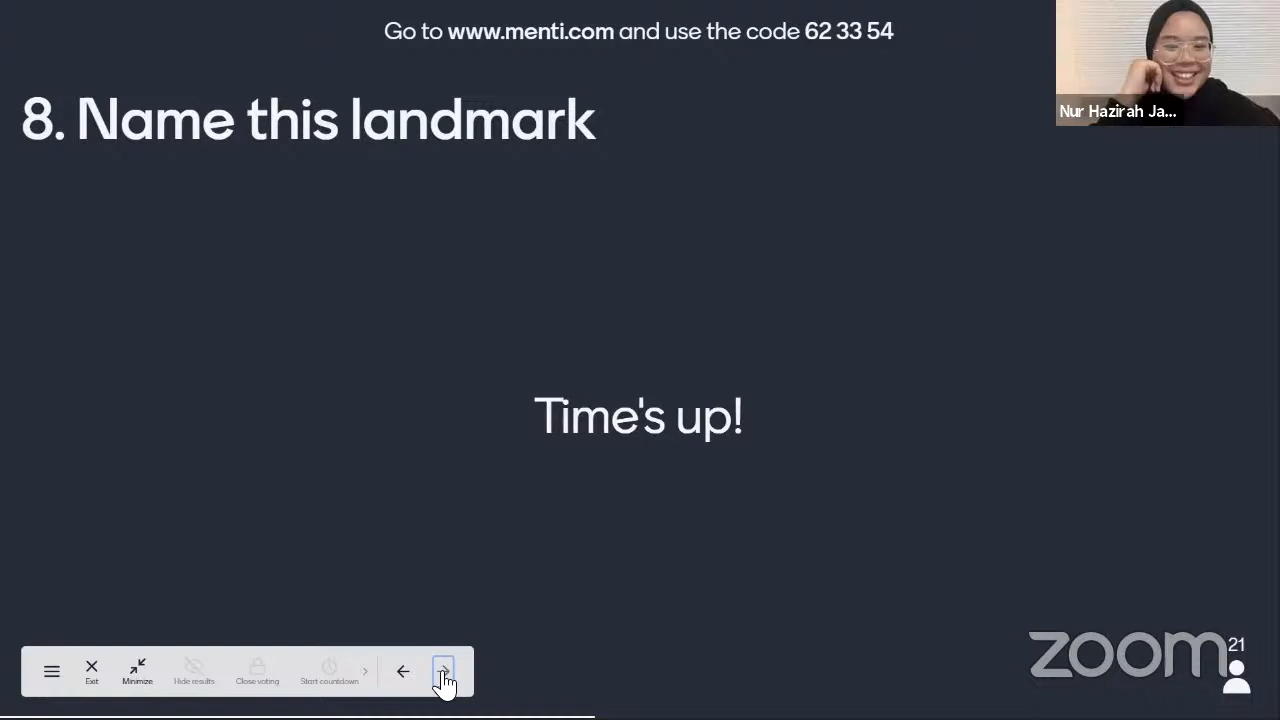 Go to www.menti.com and use the code 62 33 54
Nur Hazirah Ja...
8. Name this landmark
Time's up!
Exit
Minimize
Hide results
Close voting
Start countdown
zoom
21